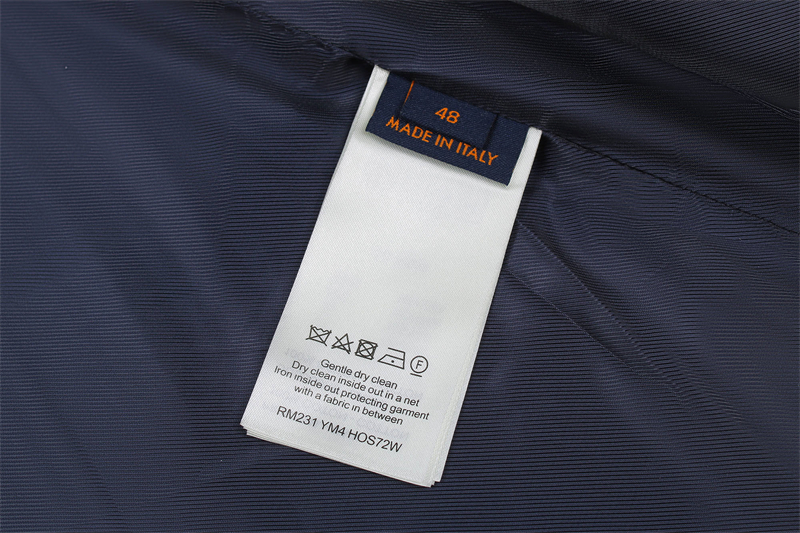 48
MADE IN ITALY
F
Gentle dry clean
Dry clean inside out in a net
Iron inside out protecting garment
with a fabric in between
RM231 YM4 HOS72W